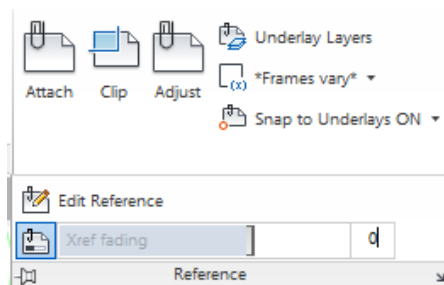 Underlay Layers
*Frames vary*
Attach Clip Adjust
Snap to Underlays ON
Edit Reference
Xref fading 0
Reference